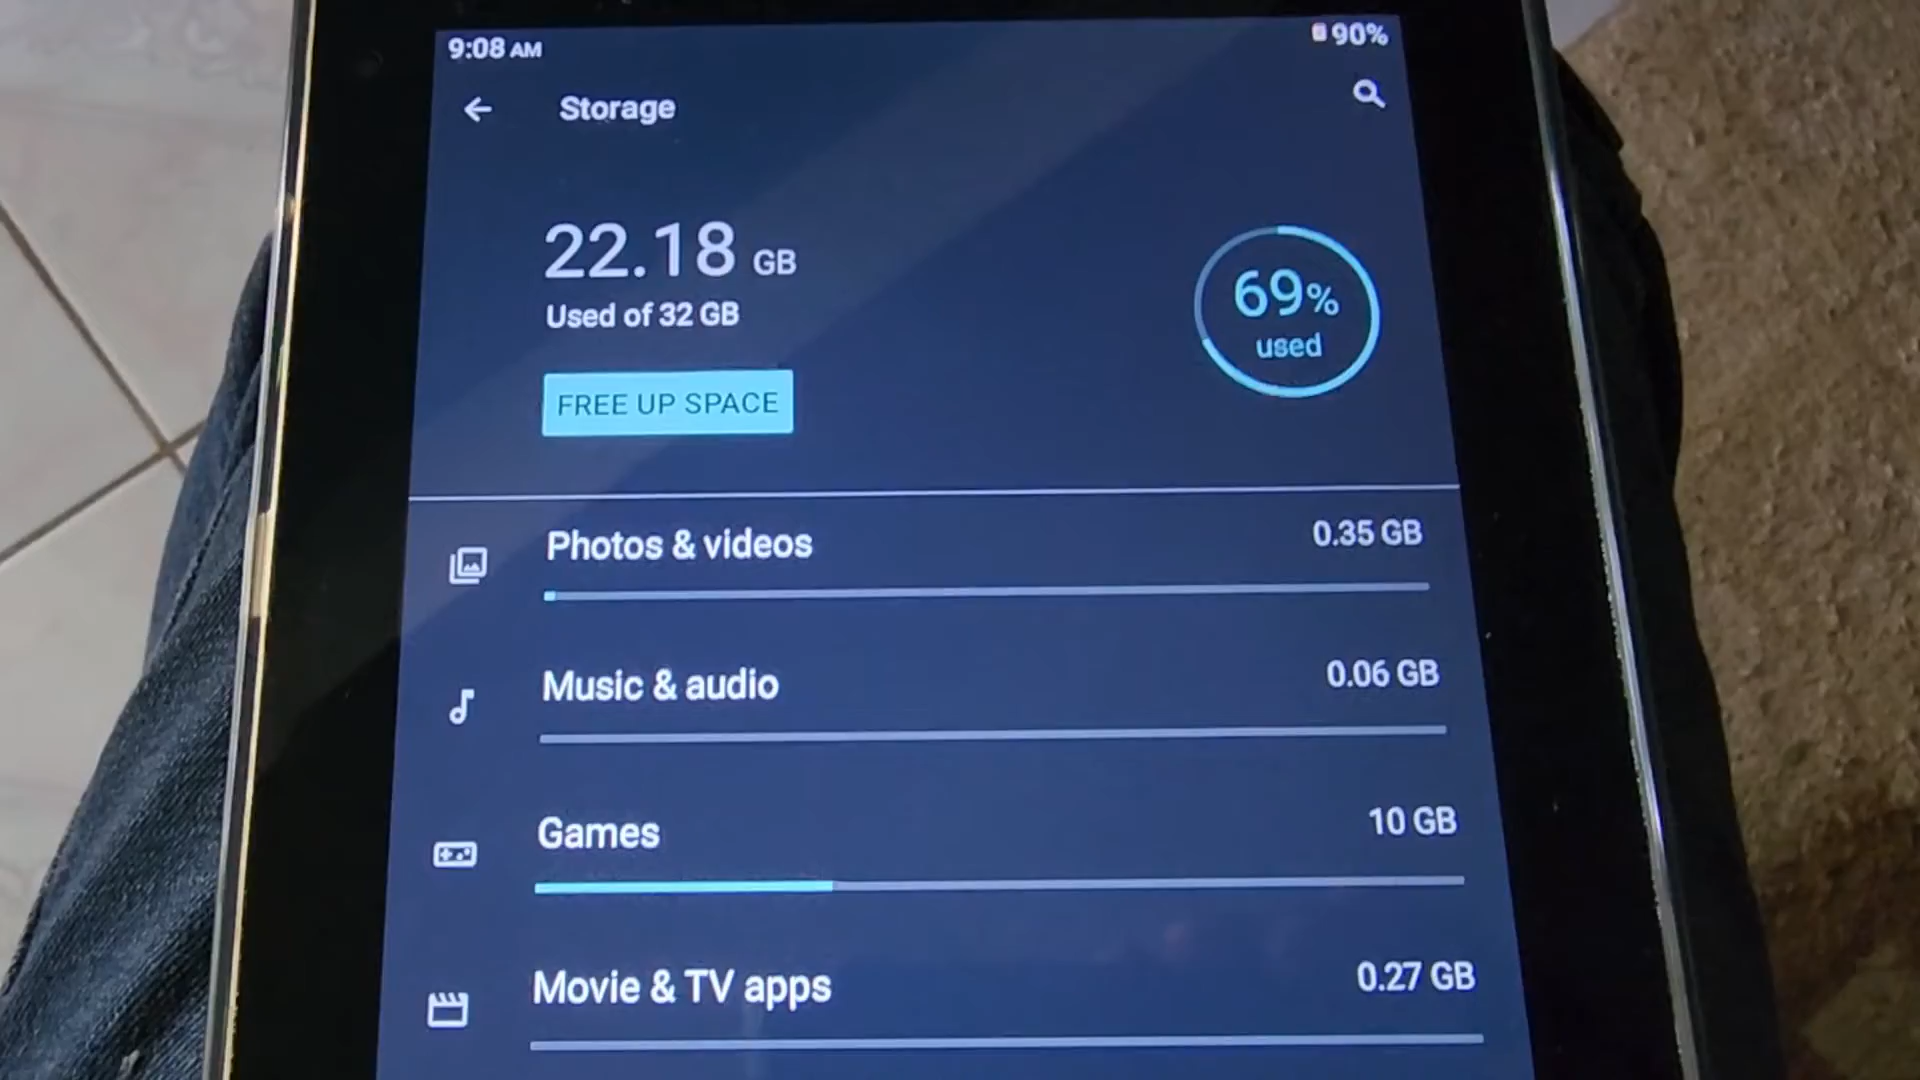 9:08 AM
90%
Storage
22.18 GB
Used of 32 GB
69%
used
FREE UP SPACE
Photos & videos
0.35 GB
Music & audio
0.06 GB
Games
10 GB
Movie & TV apps
0.27 GB